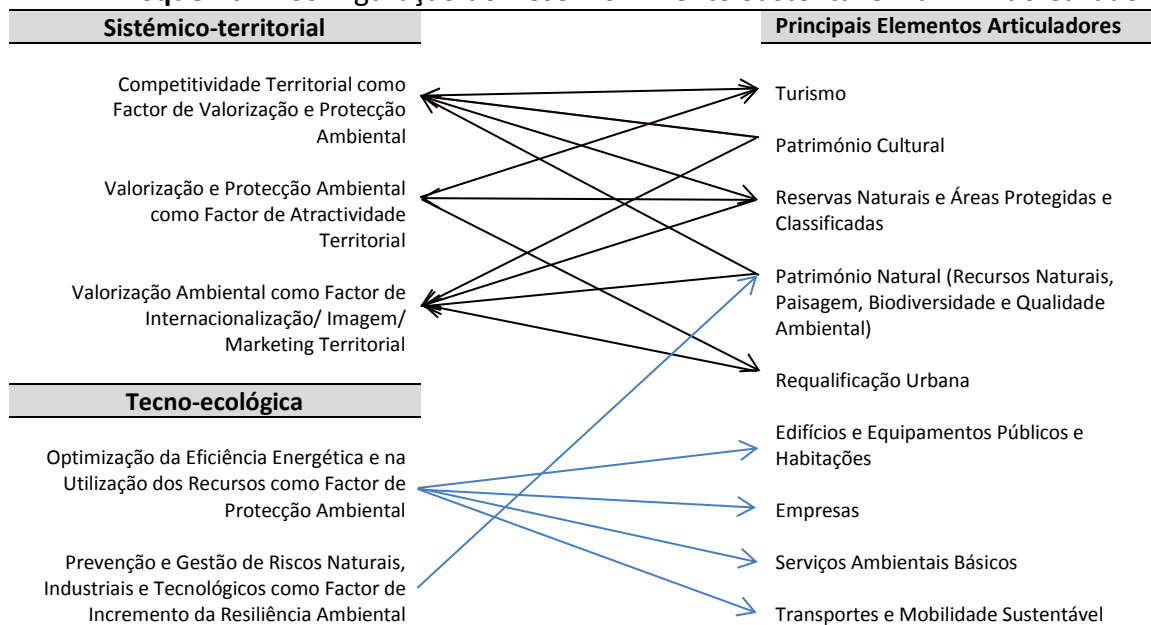 Sistémico-territorial
Competitividade Territorial como
Factor de Valorização e Protecção
Ambiental
Valorização e Protecção Ambiental
como Factor de Atractividade
Territorial
Valorização Ambiental como Factor de
Internacionalização/ Imagem/
Marketing Territorial
Tecno-ecológica
Optimização da Eficiência Energética e na
Utilização dos Recursos como Factor de
Protecção Ambiental
Prevenção e Gestão de Riscos Naturais,
Industriais e Tecnológicos como Factor de
Incremento da Resiliência Ambiental
Principais Elementos Articuladores
Turismo
Património Cultural
Reservas Naturais e Áreas Protegidas e
Classificadas
Património Natural (Recursos Naturais,
Paisagem, Biodiversidade e Qualidade
Ambiental)
Requalificação Urbana
Edifícios e Equipamentos Públicos e
Habitações
Empresas
Serviços Ambientais Básicos
Transportes e Mobilidade Sustentável